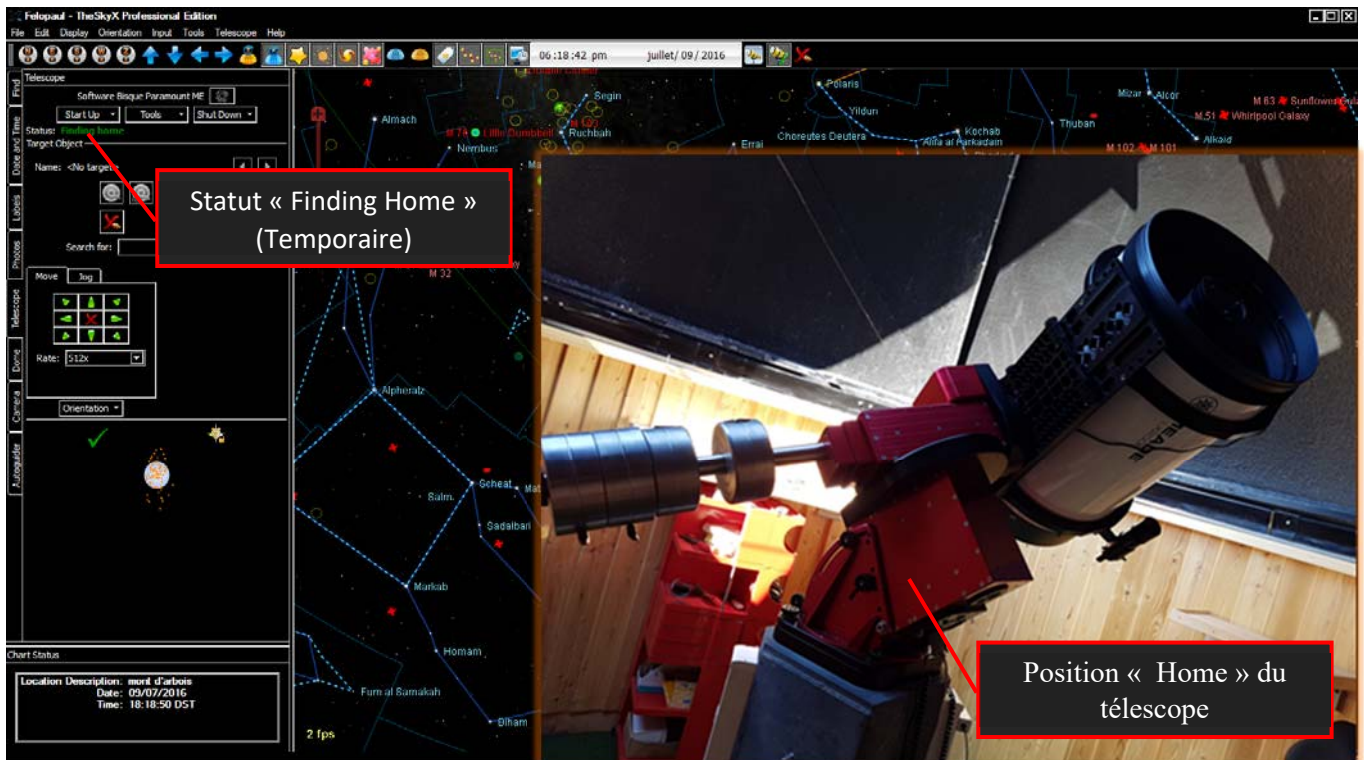 Felopaul - TheSkyX Professional Edition
File Edit Display Orientation Input Tools Telescope Help
06:18:42 pm juillet/ 09 / 2016
Find
Date and Time
Labels
Photos
Telescope
Dome
Camera
Autoguider
Telescope
Software Bisque Paramount ME
Start Up Tools Shut Down
Status: Finding home
Target Object
Name: <No target>
Search for:
Move Jog
Rate: 512x
Orientation
Chart Status
Location Description: mont d'arbois
Date: 09/07/2016
Time: 18:18:50 DST
Statut « Finding Home »
(Temporaire)
Segin
Almach
M 76 Little Dumbbell
Ruchbah
Nembus
Errai
Polaris
Yildun
Choreutes Deutera
Kochab
Alifa al Farkadain
Thuban
Mizar Alcor
M 63
M 51 Whirlpool Galaxy
Alkaid
M 102 M 101
M 32
Alpheratz
Scheat
Salm
Sadalbari
Markab
Homam
Fum al Samakah
Biham
2 fps
MEADE
Position « Home » du
télescope